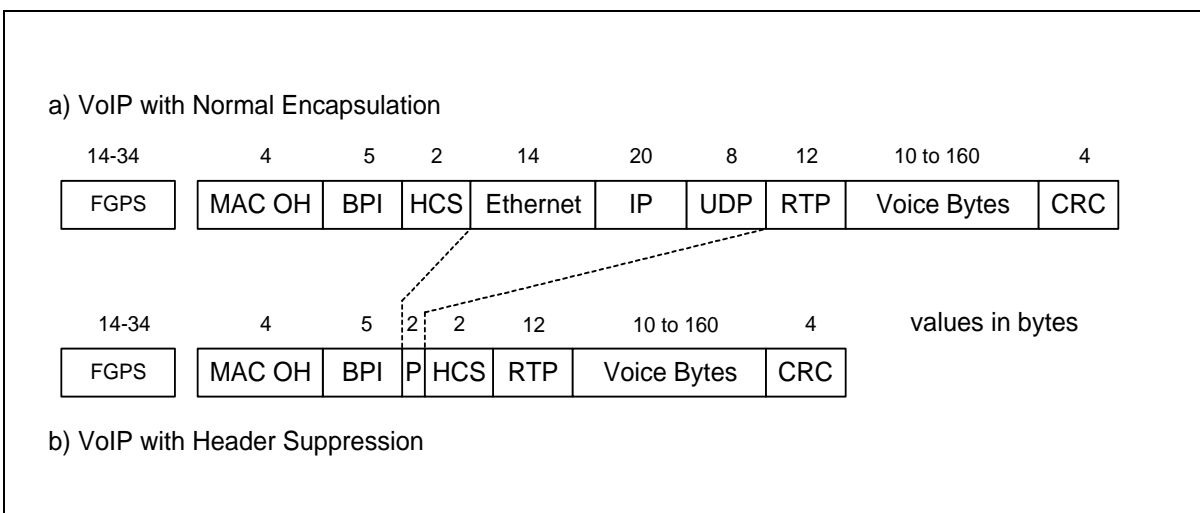 a) VoIP with Normal Encapsulation
14-34 4 5 2 14 20 8 12 10 to 160 4
FGPS MAC OH BPI HCS Ethernet IP UDP RTP Voice Bytes CRC
14-34 4 5 2 2 12 10 to 160 4 values in bytes
FGPS MAC OH BPI P HCS RTP Voice Bytes CRC
b) VoIP with Header Suppression